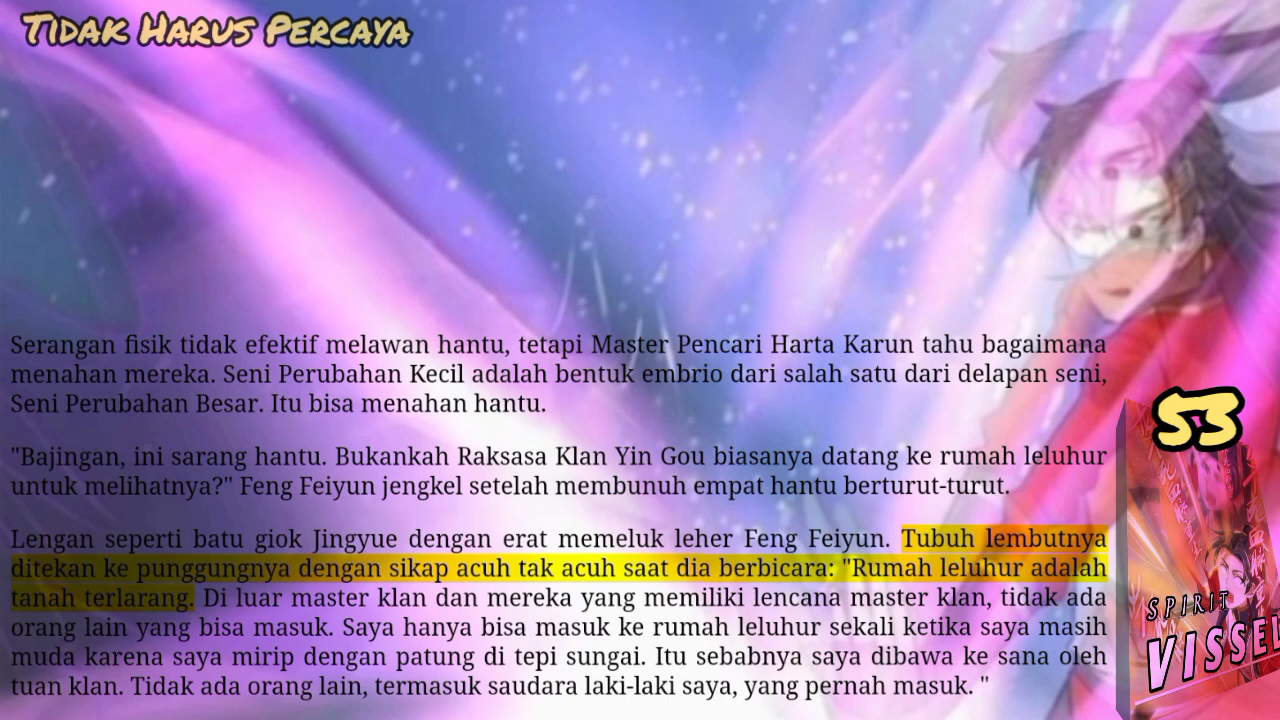 Tidak Harus Percaya
Serangan fisik tidak efektif melawan hantu, tetapi Master Pencari Harta Karun tahu bagaimana
menahan mereka. Seni Perubahan Kecil adalah bentuk embrio dari salah satu dari delapan seni,
Seni Perubahan Besar. Itu bisa menahan hantu.
"Bajingan, ini sarang hantu. Bukankah Raksasa Klan Yin Gou biasanya datang ke rumah leluhur
untuk melihatnya?" Feng Feiyun jengkel setelah membunuh empat hantu berturut-turut.
Lengan seperti batu giok Jingyue dengan erat memeluk leher Feng Feiyun. Tubuh lembutnya
ditekan ke punggungnya dengan sikap acuh tak acuh saat dia berbicara: "Rumah leluhur adalah
tanah terlarang. Di luar master klan dan mereka yang memiliki lencana master klan, tidak ada
orang lain yang bisa masuk. Saya hanya bisa masuk ke rumah leluhur sekali ketika saya masih
muda karena saya mirip dengan patung di tepi sungai. Itu sebabnya saya dibawa ke sana oleh
tuan klan. Tidak ada orang lain, termasuk saudara laki-laki saya, yang pernah masuk. "
53
SPIRIT
VISSEL